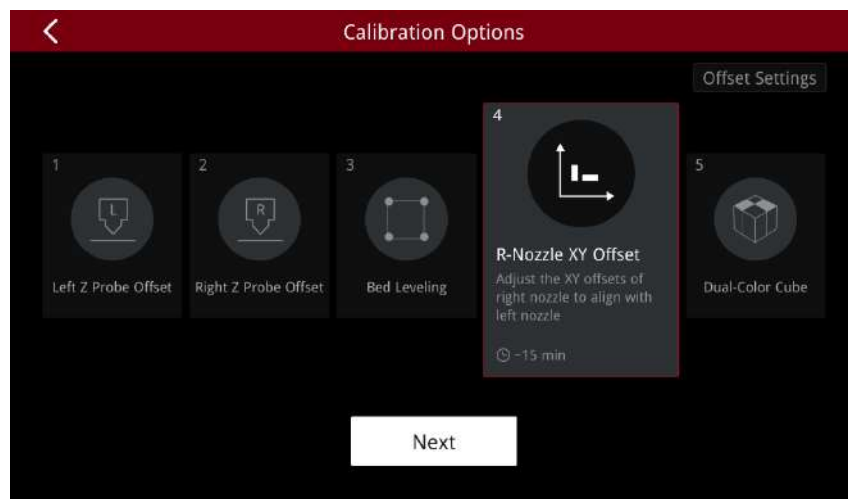 Calibration Options
Offset Settings
1
L
Left Z Probe Offset
2
R
Right Z Probe Offset
3
Bed Leveling
4
R-Nozzle XY Offset
Adjust the XY offsets of
right nozzle to align with
left nozzle
~15 min
5
Dual-Color Cube
Next